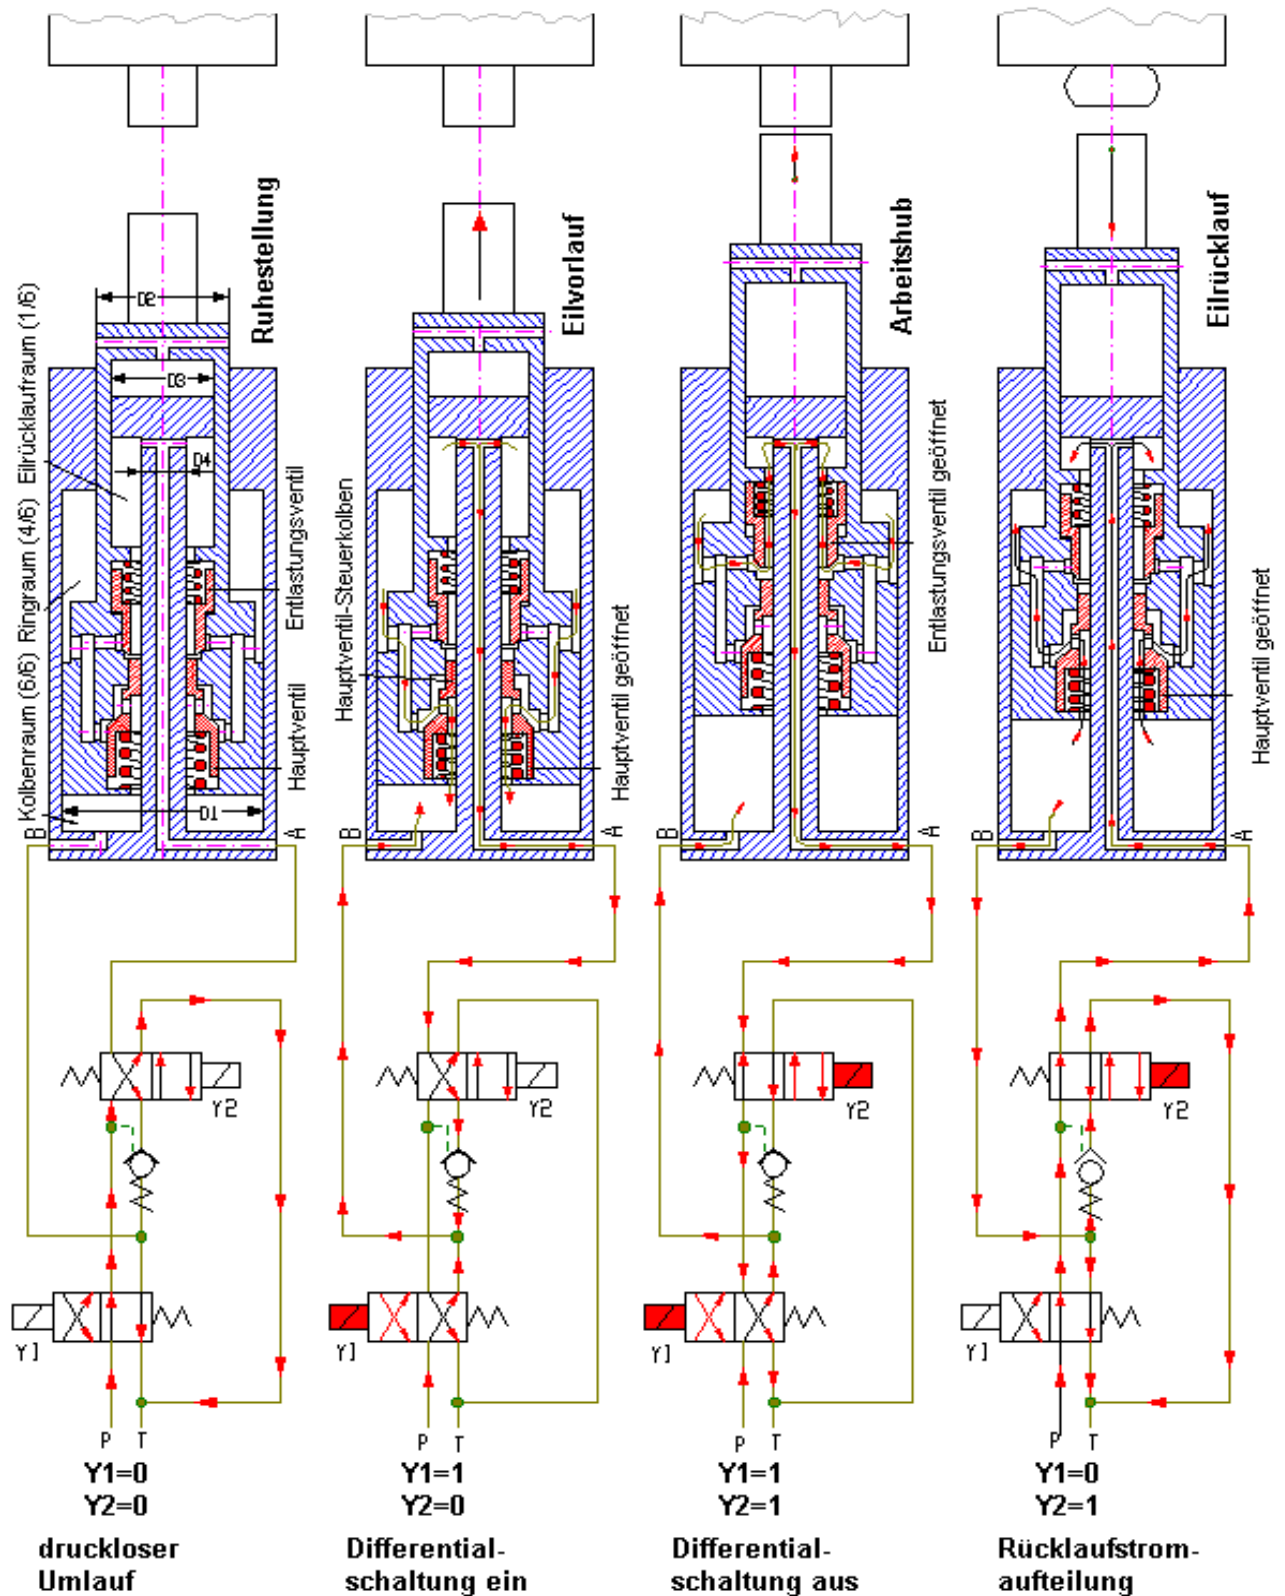 Ruhestellung
Kolbenraum (6/6) Ringraum (4/6) Eilrücklaufraum (1/6)
D2
D3
D4
D1
Entlastungsventil
Hauptventil
B
A
Y2
Y1
P
T
Y1=0
Y2=0
druckloser
Umlauf
Eilvorlauf
Hauptventil-Steuerkolben
Hauptventil geöffnet
B
A
Y2
Y1
P
T
Y1=1
Y2=0
Differential-
schaltung ein
Arbeitshub
Entlastungsventil geöffnet
B
A
Y2
Y1
P
T
Y1=1
Y2=1
Differential-
schaltung aus
Eilrücklauf
Hauptventil geöffnet
B
A
Y2
Y1
P
T
Y1=0
Y2=1
Rücklaufstrom-
aufteilung